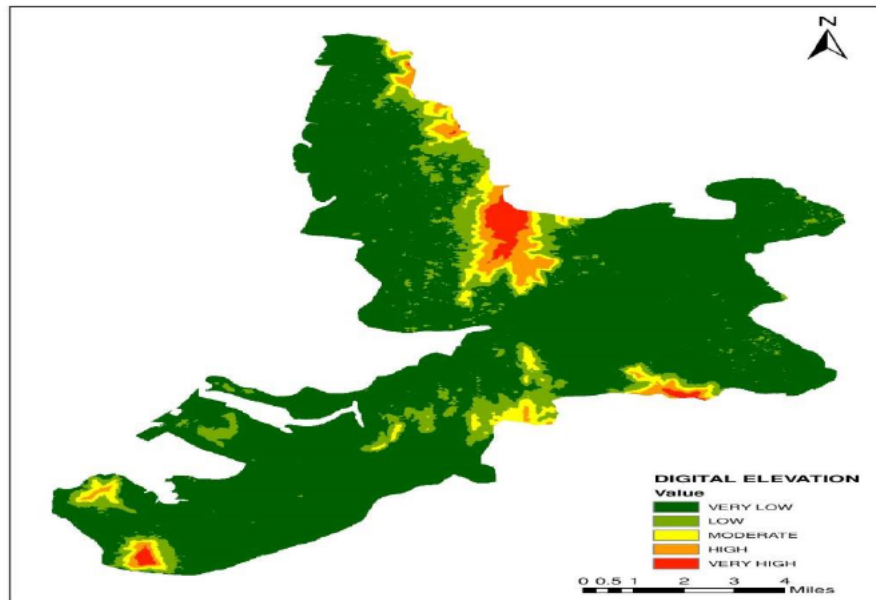 N
DIGITAL ELEVATION
Value
VERY LOW
LOW
MODERATE
HIGH
VERY HIGH
0 0.5 1 2 3 4
Miles